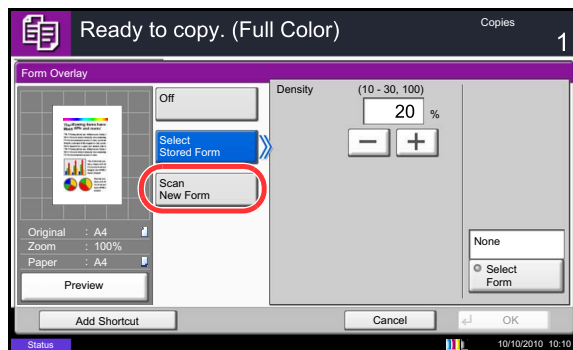 Ready to copy. (Full Color)
Copies
1
Form Overlay
Off
Select
Stored Form
Scan
New Form
Density
(10 - 30, 100)
20 %
None
Select
Form
Original : A4
Zoom : 100%
Paper : A4
Preview
Add Shortcut
Cancel
OK
Status
10/10/2010 10:10